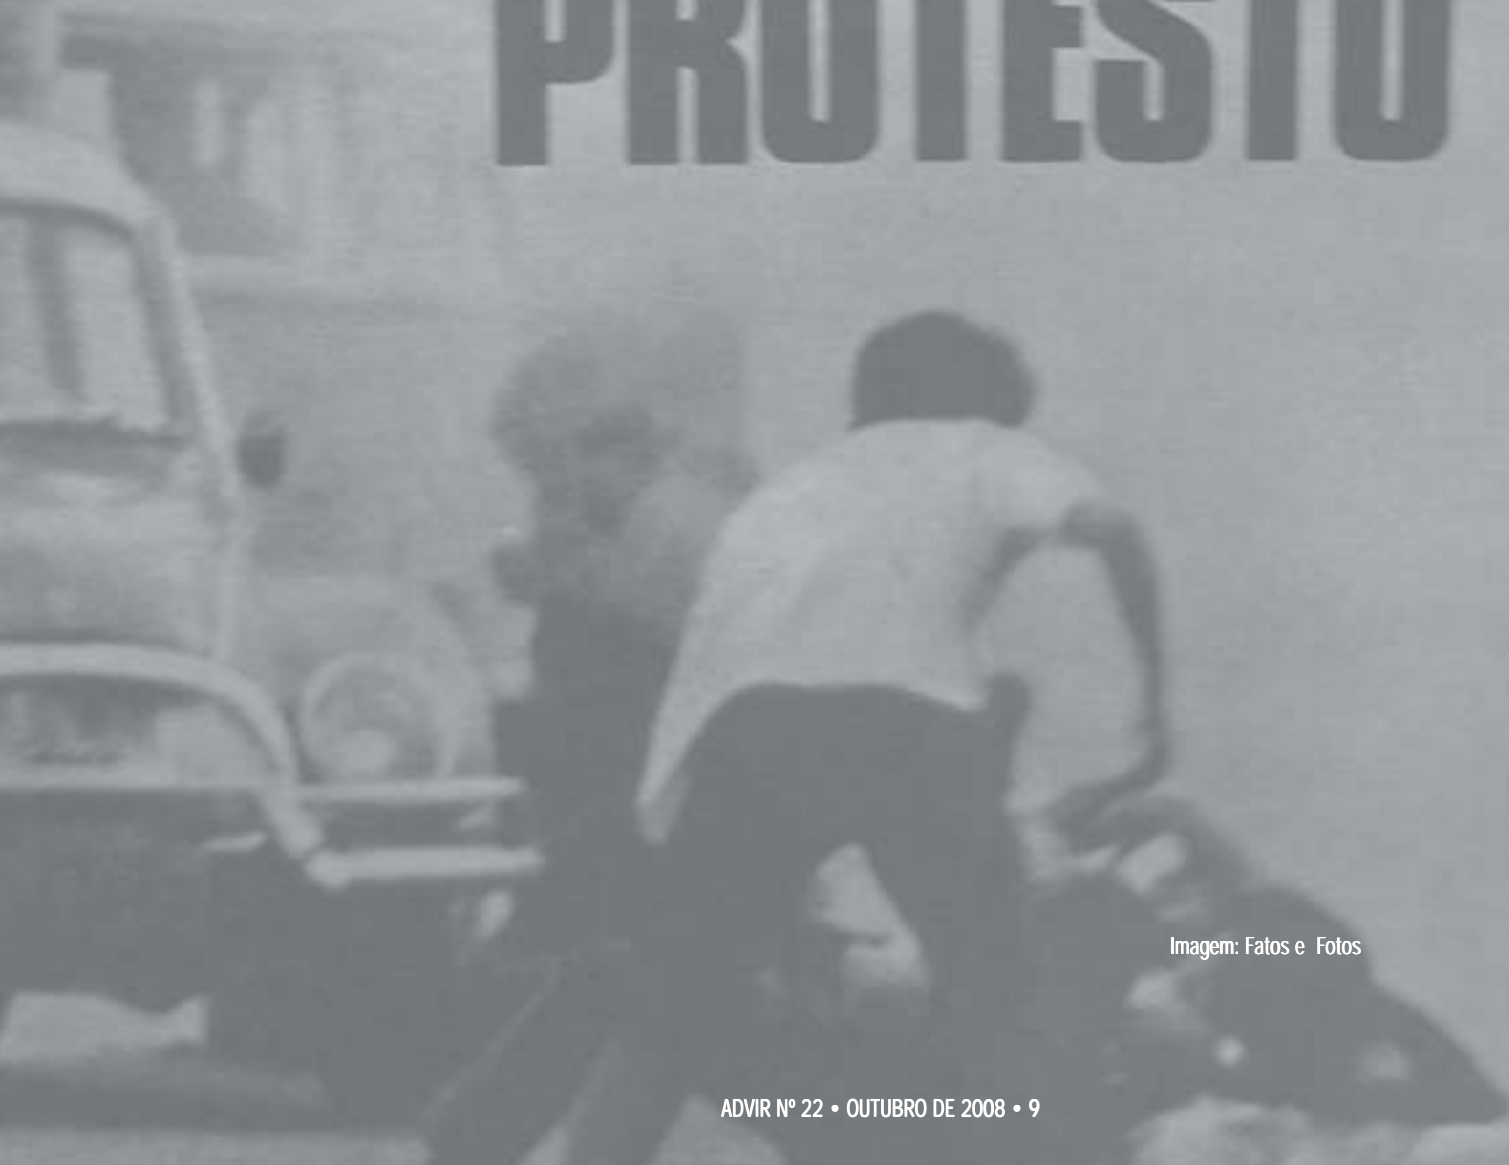 PROTESTO
Imagem: Fatos e Fotos
ADVIR Nº 22 • OUTUBRO DE 2008 • 9